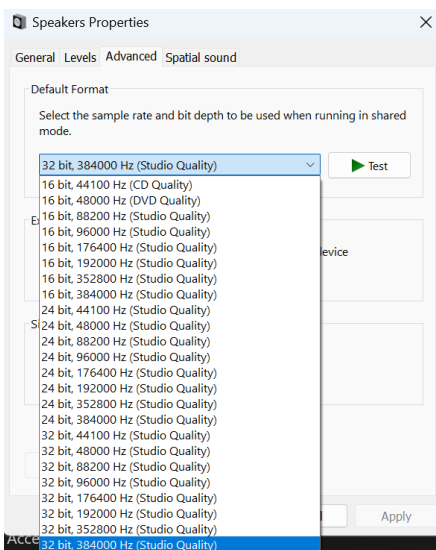 Speakers Properties
General Levels Advanced Spatial sound
Default Format
Select the sample rate and bit depth to be used when running in shared
mode.
32 bit, 384000 Hz (Studio Quality)
Test
16 bit, 44100 Hz (CD Quality)
16 bit, 48000 Hz (DVD Quality)
16 bit, 88200 Hz (Studio Quality)
16 bit, 96000 Hz (Studio Quality)
16 bit, 176400 Hz (Studio Quality)
16 bit, 192000 Hz (Studio Quality)
16 bit, 352800 Hz (Studio Quality)
16 bit, 384000 Hz (Studio Quality)
24 bit, 44100 Hz (Studio Quality)
24 bit, 48000 Hz (Studio Quality)
24 bit, 88200 Hz (Studio Quality)
24 bit, 96000 Hz (Studio Quality)
24 bit, 176400 Hz (Studio Quality)
24 bit, 192000 Hz (Studio Quality)
24 bit, 352800 Hz (Studio Quality)
24 bit, 384000 Hz (Studio Quality)
32 bit, 44100 Hz (Studio Quality)
32 bit, 48000 Hz (Studio Quality)
32 bit, 88200 Hz (Studio Quality)
32 bit, 96000 Hz (Studio Quality)
32 bit, 176400 Hz (Studio Quality)
32 bit, 192000 Hz (Studio Quality)
32 bit, 352800 Hz (Studio Quality)
32 bit, 384000 Hz (Studio Quality)
Apply